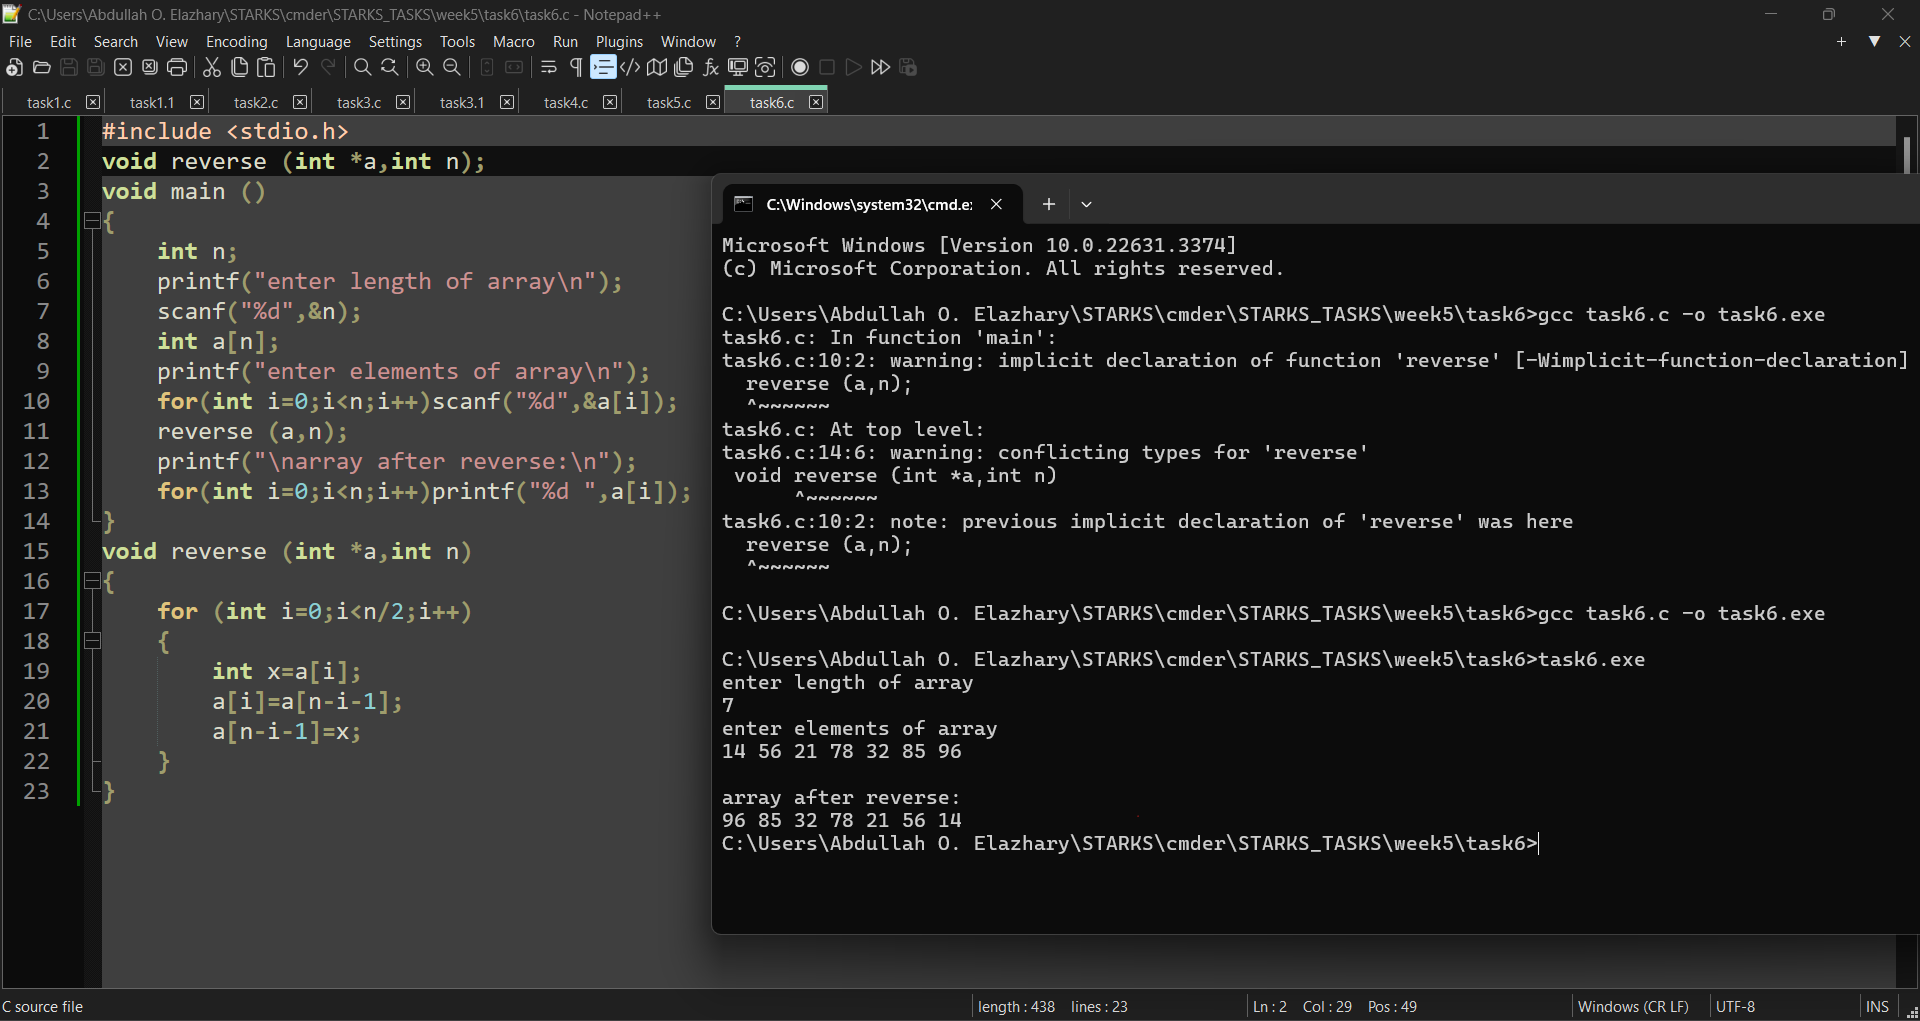 C:\Users\Abdullah O. Elazhary\STARKS\cmder\STARKS_TASKS\week5\task6\task6.c - Notepad++
File Edit Search View Encoding Language Settings Tools Macro Run Plugins Window ?
task1.c task1.1 task2.c task3.c task3.1 task4.c task5.c task6.c
1 #include <stdio.h>
2 void reverse (int *a,int n);
3 void main ()
4 {
5 int n;
6 printf("enter length of array\n");
7 scanf("%d",&n);
8 int a[n];
9 printf("enter elements of array\n");
10 for(int i=0;i<n;i++)scanf("%d",&a[i]);
11 reverse (a,n);
12 printf("\narray after reverse:\n");
13 for(int i=0;i<n;i++)printf("%d ",a[i]);
14 }
15 void reverse (int *a,int n)
16 {
17 for (int i=0;i<n/2;i++)
18 {
19 int x=a[i];
20 a[i]=a[n-i-1];
21 a[n-i-1]=x;
22 }
23 }
C:\Windows\system32\cmd.e
Microsoft Windows [Version 10.0.22631.3374]
(c) Microsoft Corporation. All rights reserved.
C:\Users\Abdullah O. Elazhary\STARKS\cmder\STARKS_TASKS\week5\task6>gcc task6.c -o task6.exe
task6.c: In function 'main':
task6.c:10:2: warning: implicit declaration of function 'reverse' [-Wimplicit-function-declaration]
reverse (a,n);
^~~~~~~
task6.c: At top level:
task6.c:14:6: warning: conflicting types for 'reverse'
void reverse (int *a,int n)
^~~~~~~
task6.c:10:2: note: previous implicit declaration of 'reverse' was here
reverse (a,n);
^~~~~~~
C:\Users\Abdullah O. Elazhary\STARKS\cmder\STARKS_TASKS\week5\task6>gcc task6.c -o task6.exe
C:\Users\Abdullah O. Elazhary\STARKS\cmder\STARKS_TASKS\week5\task6>task6.exe
enter length of array
7
enter elements of array
14 56 21 78 32 85 96
array after reverse:
96 85 32 78 21 56 14
C:\Users\Abdullah O. Elazhary\STARKS\cmder\STARKS_TASKS\week5\task6>
C source file length : 438 lines : 23 Ln : 2 Col : 29 Pos : 49 Windows (CR LF) UTF-8 INS